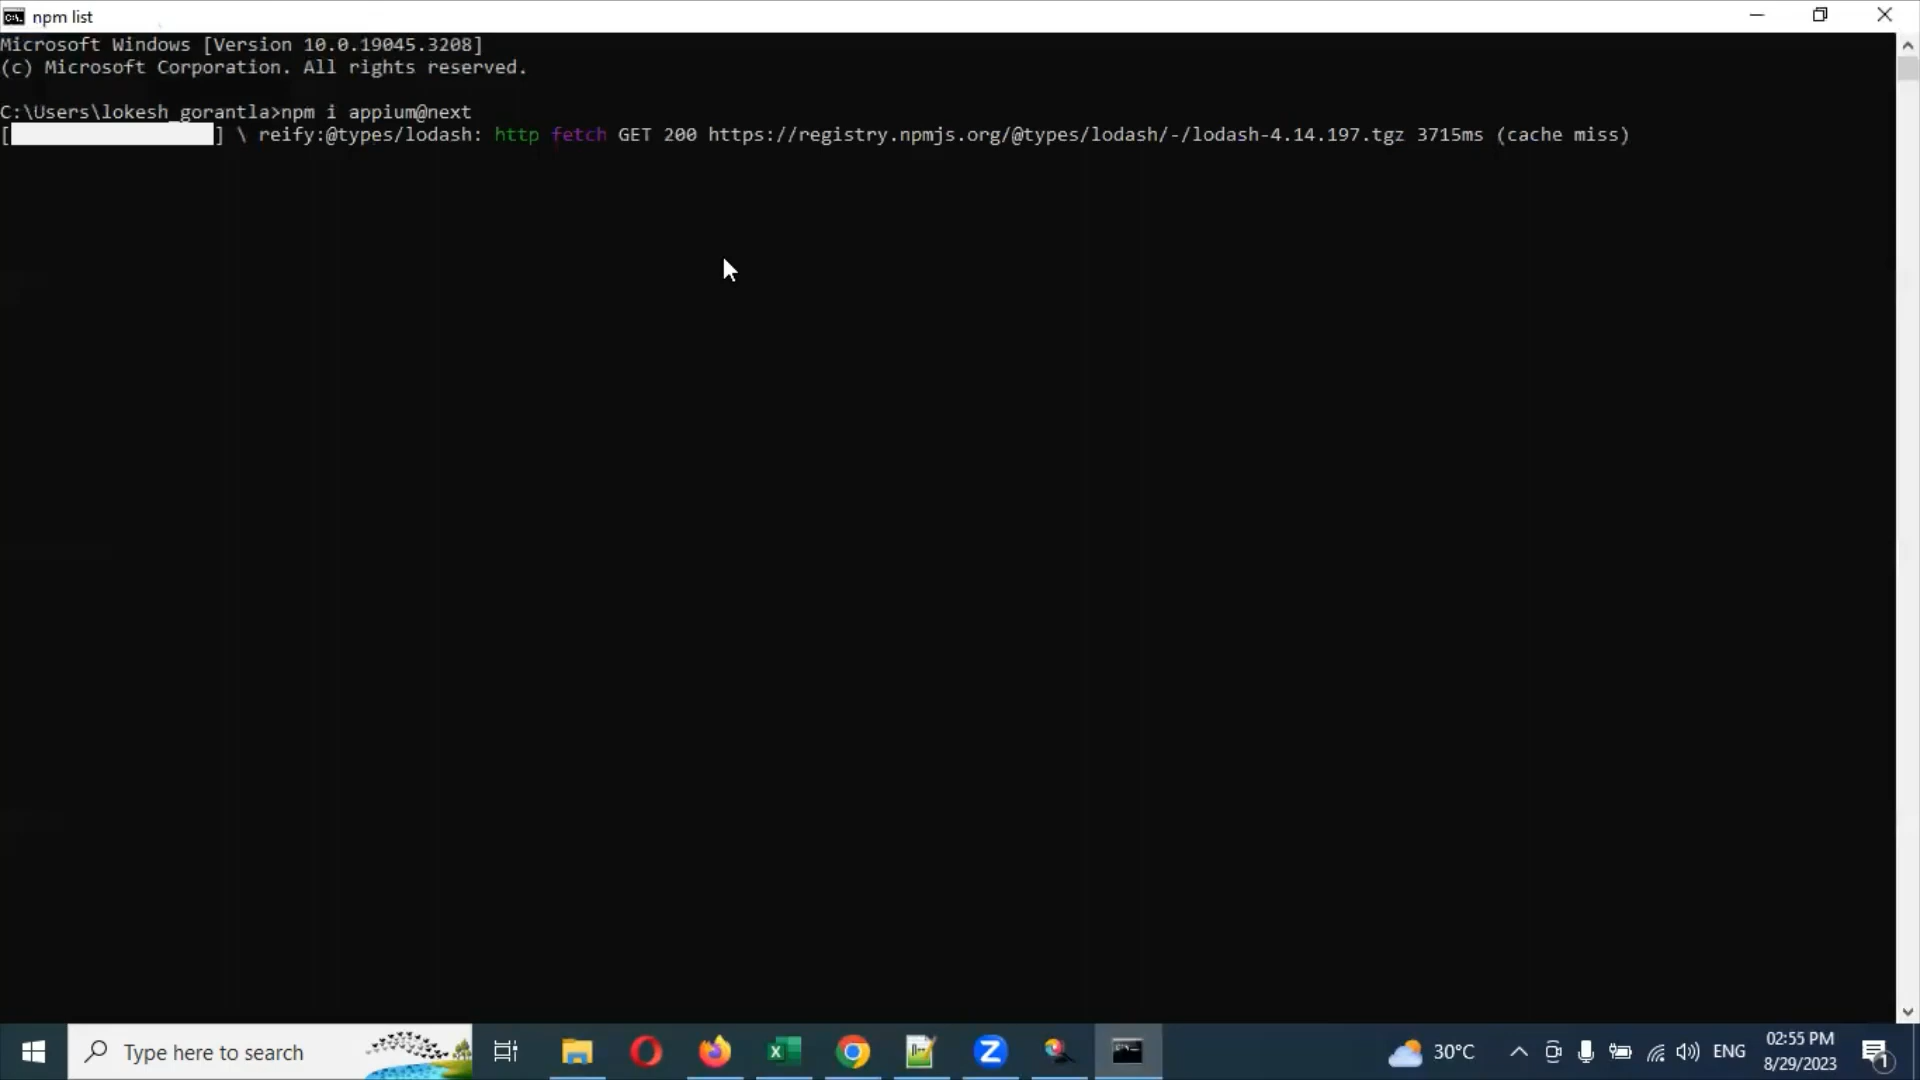 npm list
Microsoft Windows [Version 10.0.19045.3208]
(c) Microsoft Corporation. All rights reserved.
C:\Users\lokesh_gorantla>npm i appium@next
[                  ] \ reify:@types/lodash: http fetch GET 200 https://registry.npmjs.org/@types/lodash/-/lodash-4.14.197.tgz 3715ms (cache miss)
Type here to search
30°C
ENG
02:55 PM
8/29/2023
1